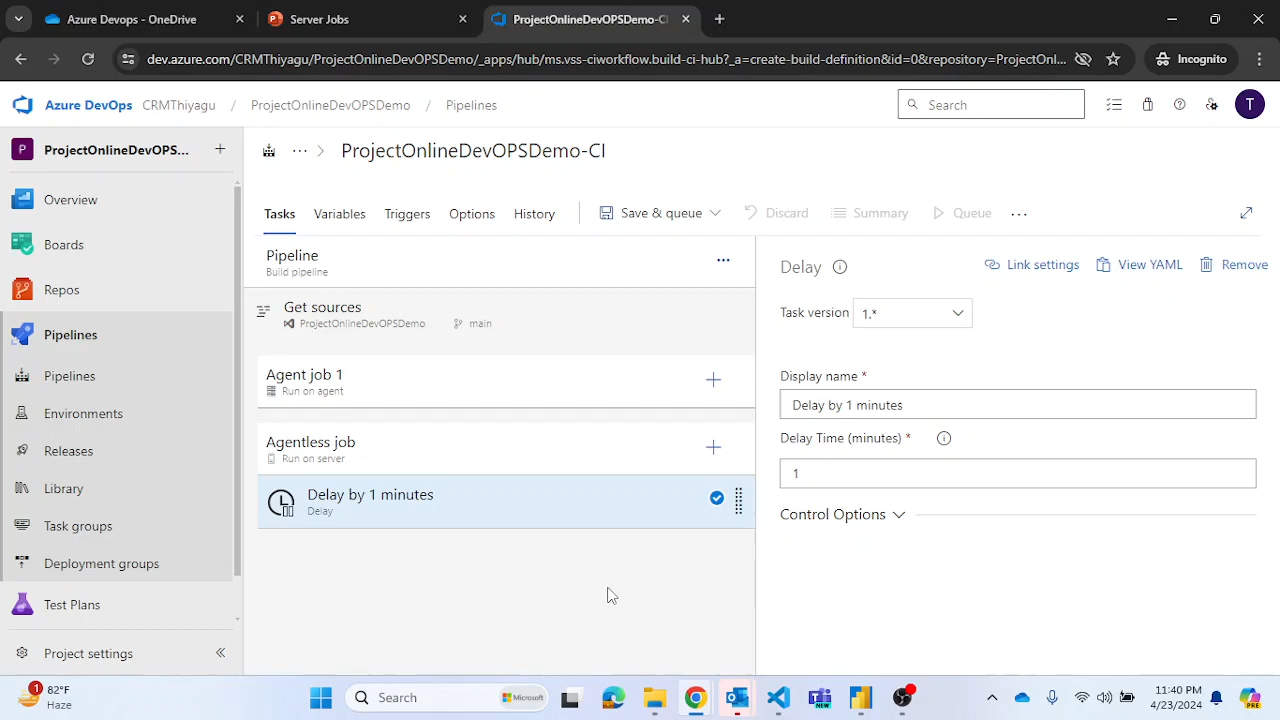 Azure Devops - OneDrive
Server Jobs
ProjectOnlineDevOPSDemo-CI
dev.azure.com/CRMThiyagu/ProjectOnlineDevOPSDemo/_apps/hub/ms.vss-ciworkflow.build-ci-hub?_a=create-build-definition&id=0&repository=ProjectOnl...
Incognito
Azure DevOps
CRMThiyagu / ProjectOnlineDevOPSDemo / Pipelines
Search
T
P
ProjectOnlineDevOPS...
Overview
Boards
Repos
Pipelines
Pipelines
Environments
Releases
Library
Task groups
Deployment groups
Test Plans
Project settings
... > ProjectOnlineDevOPSDemo-CI
Tasks
Variables
Triggers
Options
History
Save & queue
Discard
Summary
Queue
...
Pipeline
Build pipeline
...
Get sources
ProjectOnlineDevOPSDemo
main
Agent job 1
Run on agent
Agentless job
Run on server
Delay by 1 minutes
Delay
Delay
Link settings
View YAML
Remove
Task version
1.*
Display name *
Delay by 1 minutes
Delay Time (minutes) *
1
Control Options
1
82°F
Haze
Search
Microsoft
NEW
PRE
11:40 PM
4/23/2024